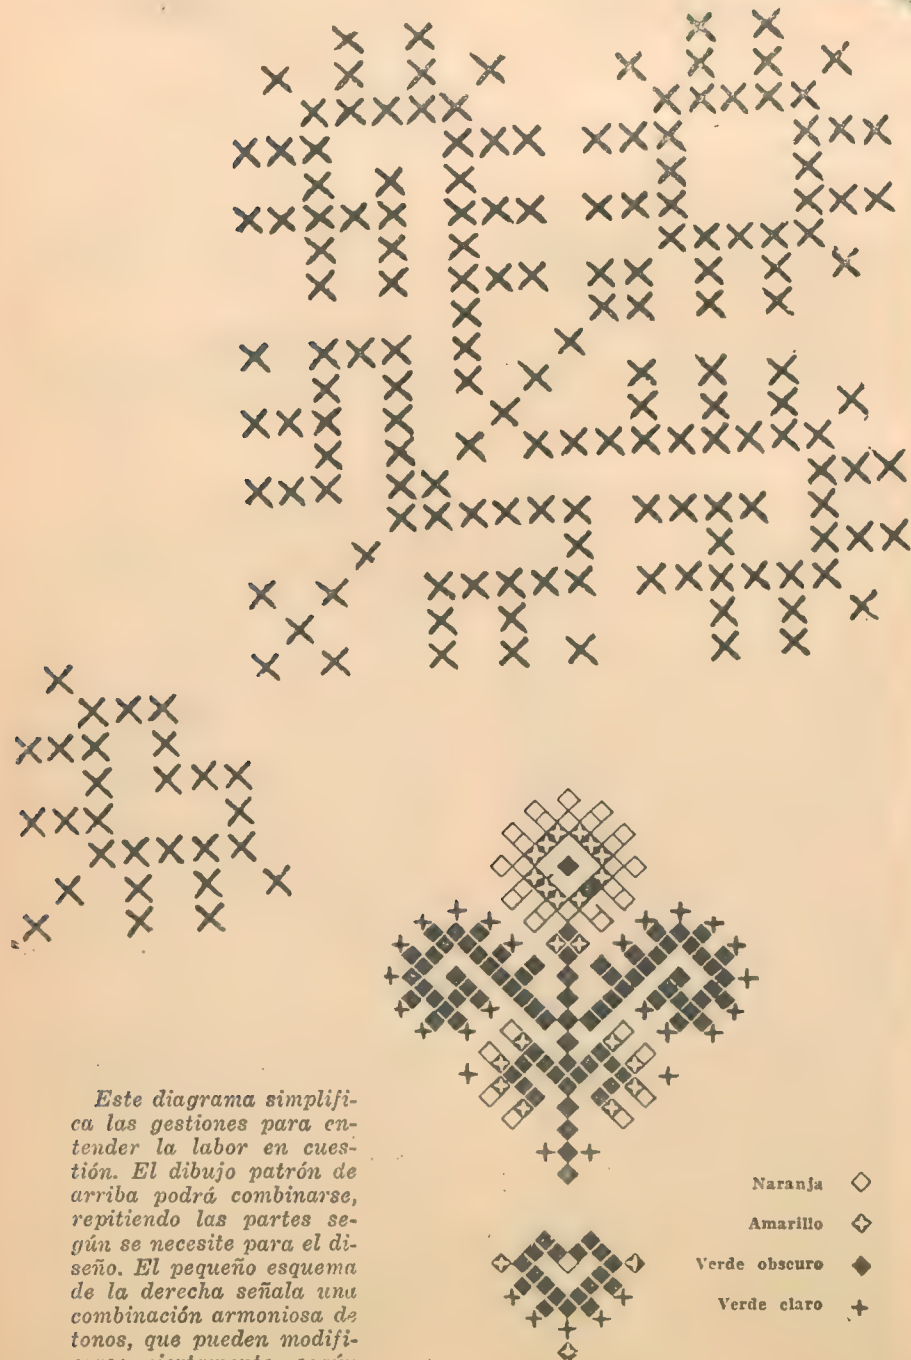 Este diagrama simplifi-
ca las gestiones para en-
tender la labor en cues-
tión. El dibujo patrón de
arriba podrá combinarse,
repitiendo las partes se-
gún se necesite para el di-
seño. El pequeño esquema
de la derecha señala una
combinación armoniosa de
tonos, que pueden modifi-
Naranja
Amarillo
Verde obscuro
Verde claro